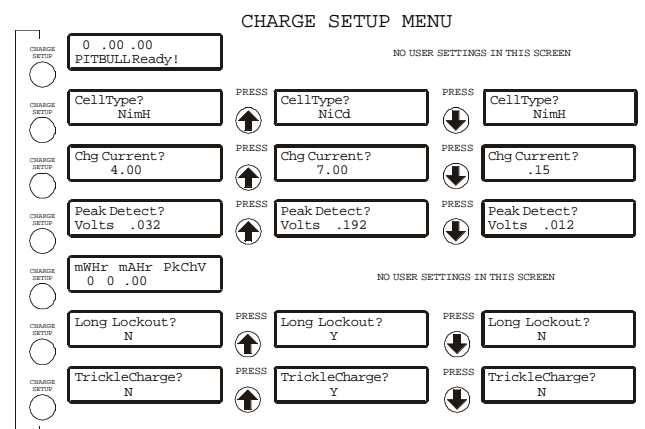 CHARGE SETUP MENU
CHARGE
SETUP
0 .00 .00
PITBULL Ready!
NO USER SETTINGS IN THIS SCREEN
CHARGE
SETUP
CellType?
NimH
PRESS
CellType?
NiCd
PRESS
CellType?
NimH
CHARGE
SETUP
Chg Current?
4.00
PRESS
Chg Current?
7.00
PRESS
Chg Current?
.15
CHARGE
SETUP
Peak Detect?
Volts .032
PRESS
Peak Detect?
Volts .192
PRESS
Peak Detect?
Volts .012
CHARGE
SETUP
mWHr mAHr PkChV
0 0 .00
NO USER SETTINGS IN THIS SCREEN
CHARGE
SETUP
Long Lockout?
N
PRESS
Long Lockout?
Y
PRESS
Long Lockout?
N
CHARGE
SETUP
TrickleCharge?
N
PRESS
TrickleCharge?
Y
PRESS
TrickleCharge?
N